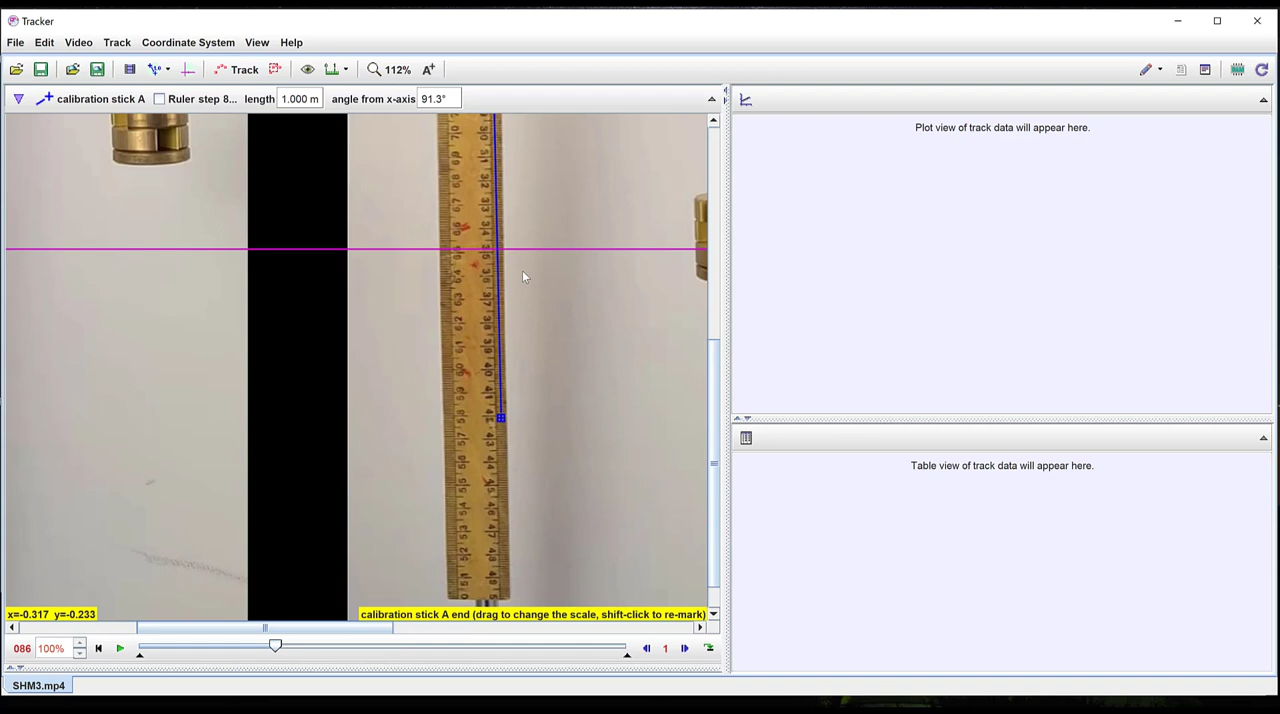 Tracker
File Edit Video Track Coordinate System View Help
Track 112% A+
calibration stick A Ruler step 8... length 1.000 m angle from x-axis 91.3°
Plot view of track data will appear here.
Table view of track data will appear here.
x=-0.317 y=-0.233
calibration stick A end (drag to change the scale, shift-click to re-mark)
086 100% 1
SHM3.mp4